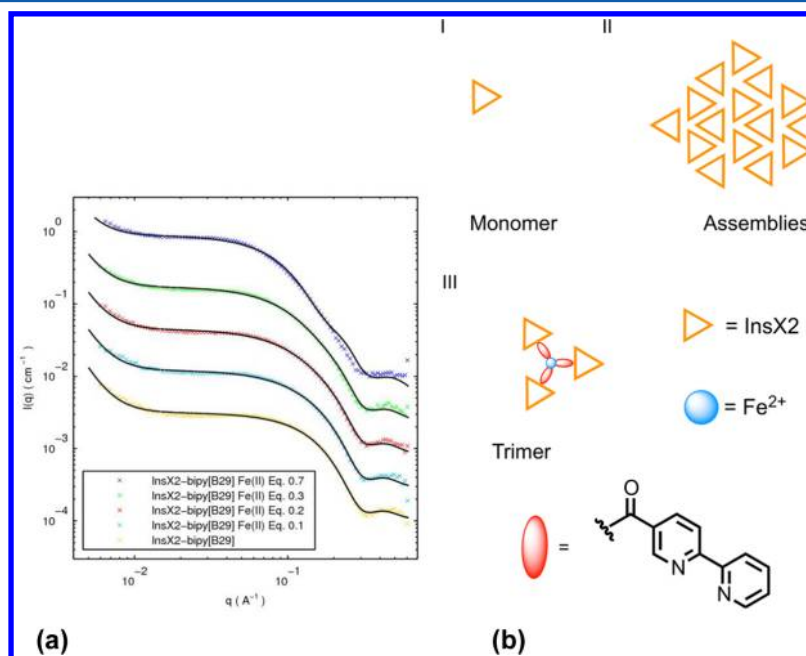 I
II
Monomer
Assemblies
III
Trimer
= InsX2
= Fe2+
=
O
N
N
10^0
10^-1
10^-2
10^-3
10^-4
I(q) ( cm^-1 )
InsX2-bipy[B29] Fe(II) Eq. 0.7
InsX2-bipy[B29] Fe(II) Eq. 0.3
InsX2-bipy[B29] Fe(II) Eq. 0.2
InsX2-bipy[B29] Fe(II) Eq. 0.1
InsX2-bipy[B29]
10^-2
10^-1
q ( A^-1 )
(a)
(b)